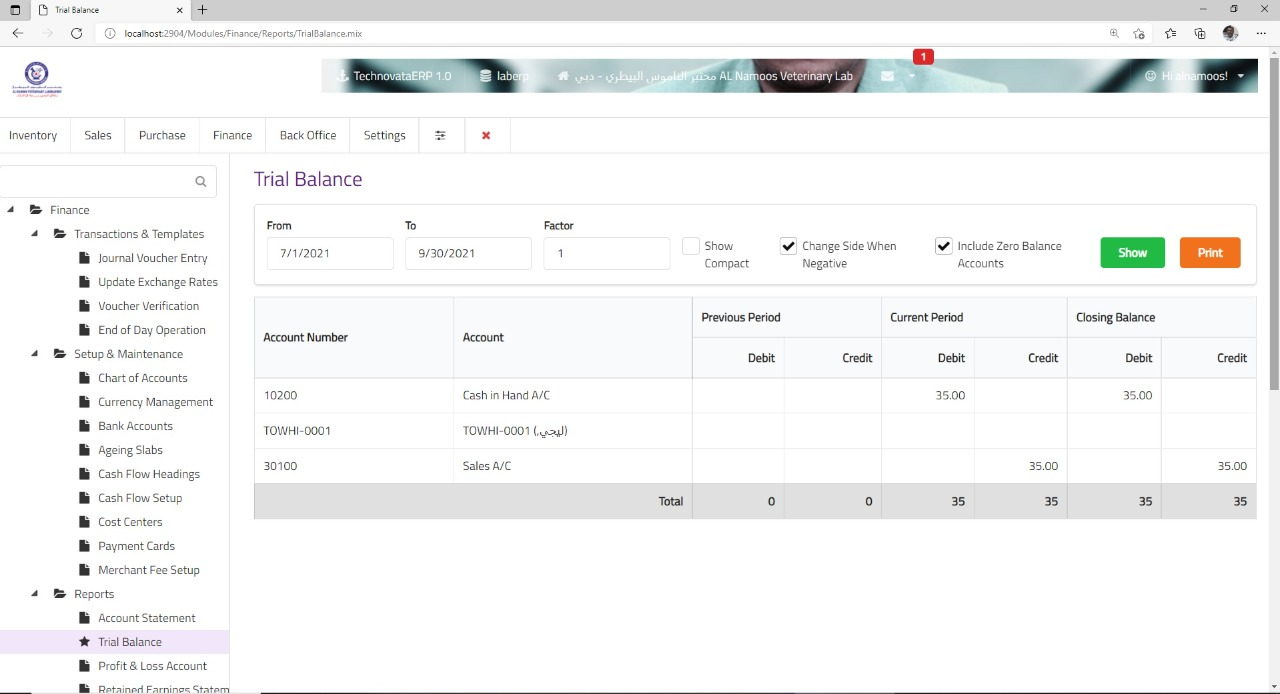 Trial Balance
localhost:2904/Modules/Finance/Reports/TrialBalance.mix
TechnovataERP 1.0 laberp مختبر الناموس البيطري - دبي AL Namoos Veterinary Lab 1 Hi alnamoos!
Inventory Sales Purchase Finance Back Office Settings
Finance
Transactions & Templates
Journal Voucher Entry
Update Exchange Rates
Voucher Verification
End of Day Operation
Setup & Maintenance
Chart of Accounts
Currency Management
Bank Accounts
Ageing Slabs
Cash Flow Headings
Cash Flow Setup
Cost Centers
Payment Cards
Merchant Fee Setup
Reports
Account Statement
Trial Balance
Profit & Loss Account
Retained Earnings Statem
Trial Balance
From To Factor
7/1/2021 9/30/2021 1
Show Compact
Change Side When Negative
Include Zero Balance Accounts
Show Print
Account Number Account Previous Period Current Period Closing Balance
Debit Credit Debit Credit Debit Credit
10200 Cash in Hand A/C 35.00 35.00
TOWHI-0001 TOWHI-0001 (ليجي,)
30100 Sales A/C 35.00 35.00
Total 0 0 35 35 35 35